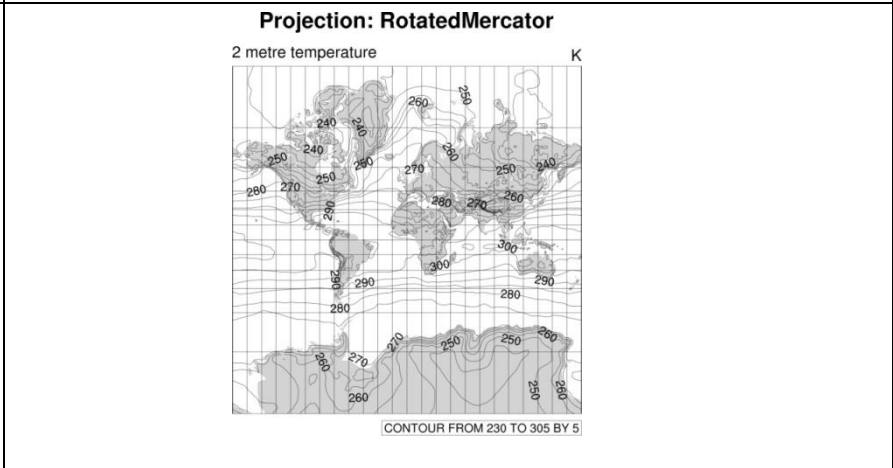 Projection: RotatedMercator
2 metre temperature K
260 250
240 240
240 260
250 260 270 250 240
280 270 250 260
290 280 270
300
300
290 290 290
280 280
270 250 250 260
260 270
260 250 260
CONTOUR FROM 230 TO 305 BY 5